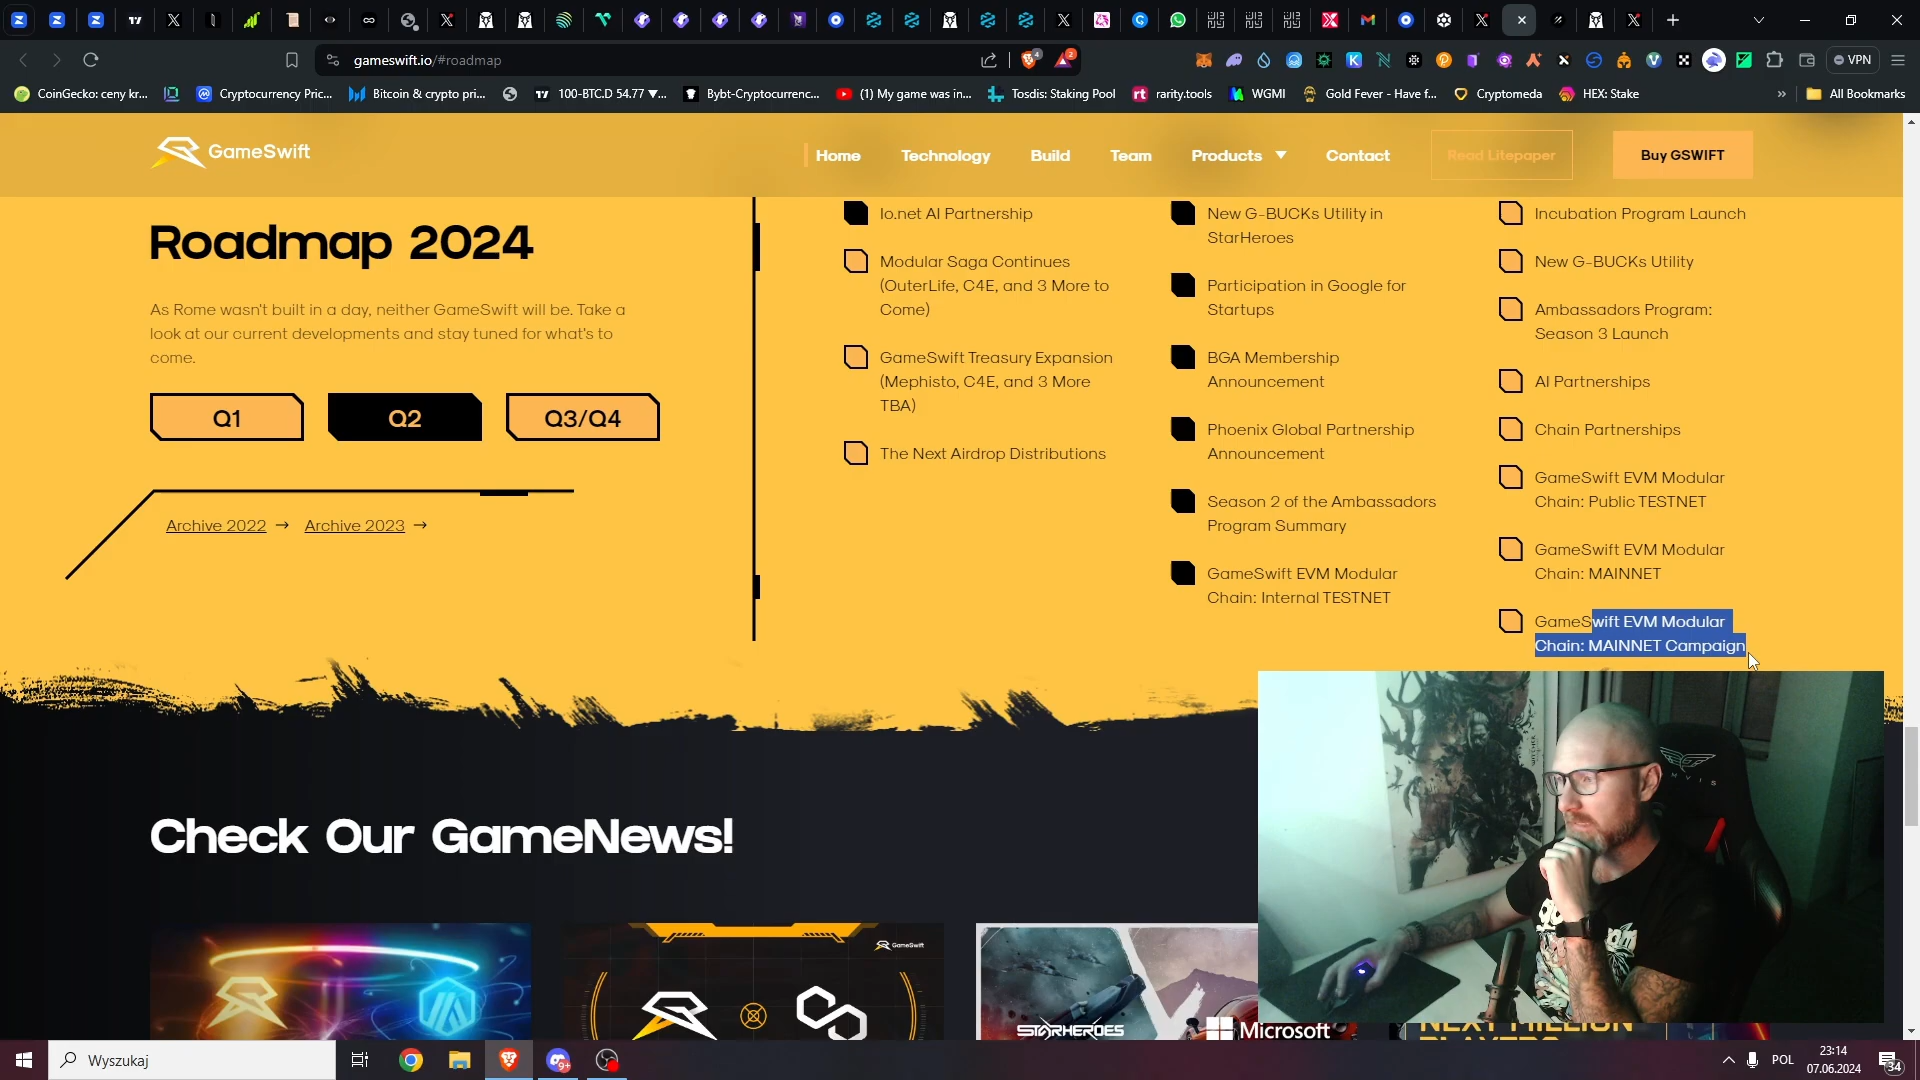 gameswift.io/#roadmap
4
2
VPN
CoinGecko: ceny kr...
Cryptocurrency Pric...
Bitcoin & crypto pri...
100-BTC.D 54.77 ▼...
Bybt-Cryptocurrenc...
(1) My game was in...
Tosdis: Staking Pool
rarity.tools
WGMI
Gold Fever - Have f...
Cryptomeda
HEX: Stake
»
All Bookmarks
GameSwift
Home
Technology
Build
Team
Products
Contact
Read Litepaper
Buy GSWIFT
Roadmap 2024
As Rome wasn't built in a day, neither GameSwift will be. Take a
look at our current developments and stay tuned for what's to
come.
Q1
Q2
Q3/Q4
Archive 2022 →
Archive 2023 →
Io.net AI Partnership
Modular Saga Continues
(OuterLife, C4E, and 3 More to
Come)
GameSwift Treasury Expansion
(Mephisto, C4E, and 3 More
TBA)
The Next Airdrop Distributions
New G-BUCKs Utility in
StarHeroes
Participation in Google for
Startups
BGA Membership
Announcement
Phoenix Global Partnership
Announcement
Season 2 of the Ambassadors
Program Summary
GameSwift EVM Modular
Chain: Internal TESTNET
Incubation Program Launch
New G-BUCKs Utility
Ambassadors Program:
Season 3 Launch
AI Partnerships
Chain Partnerships
GameSwift EVM Modular
Chain: Public TESTNET
GameSwift EVM Modular
Chain: MAINNET
GameSwift EVM Modular
Chain: MAINNET Campaign
Check Our GameNews!
GameSwift
STARHEROES
Microsoft
NEXT MILLION
PLAYERS
Wyszukaj
9+
POL
23:14
07.06.2024
34